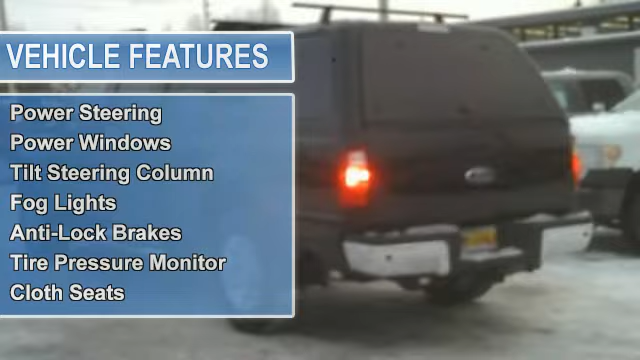 VEHICLE FEATURES
Power Steering
Power Windows
Tilt Steering Column
Fog Lights
Anti-Lock Brakes
Tire Pressure Monitor
Cloth Seats